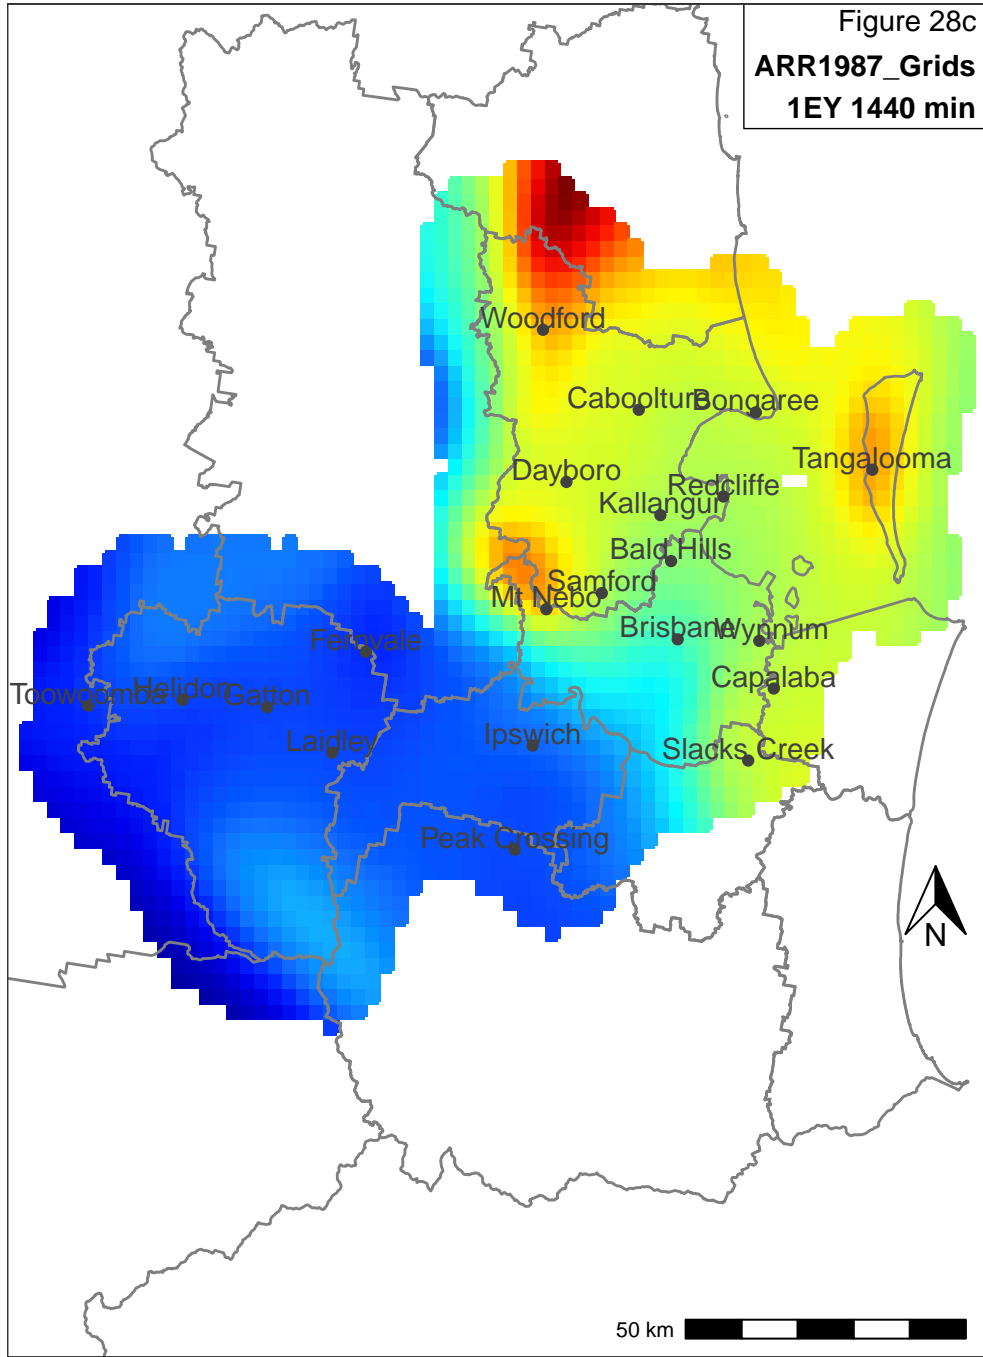 Figure 28c
ARR1987_Grids
1EY 1440 min
Woodford
Caboolture
Bongaree
Tangalooma
Dayboro
Redcliffe
Kallangur
Bald Hills
Samford
Mt Nebo
Brisbane
Wynnum
Fernvale
Capalaba
Toowoomba
Helidon
Gatton
Ipswich
Laidley
Slacks Creek
Peak Crossing
N
50 km